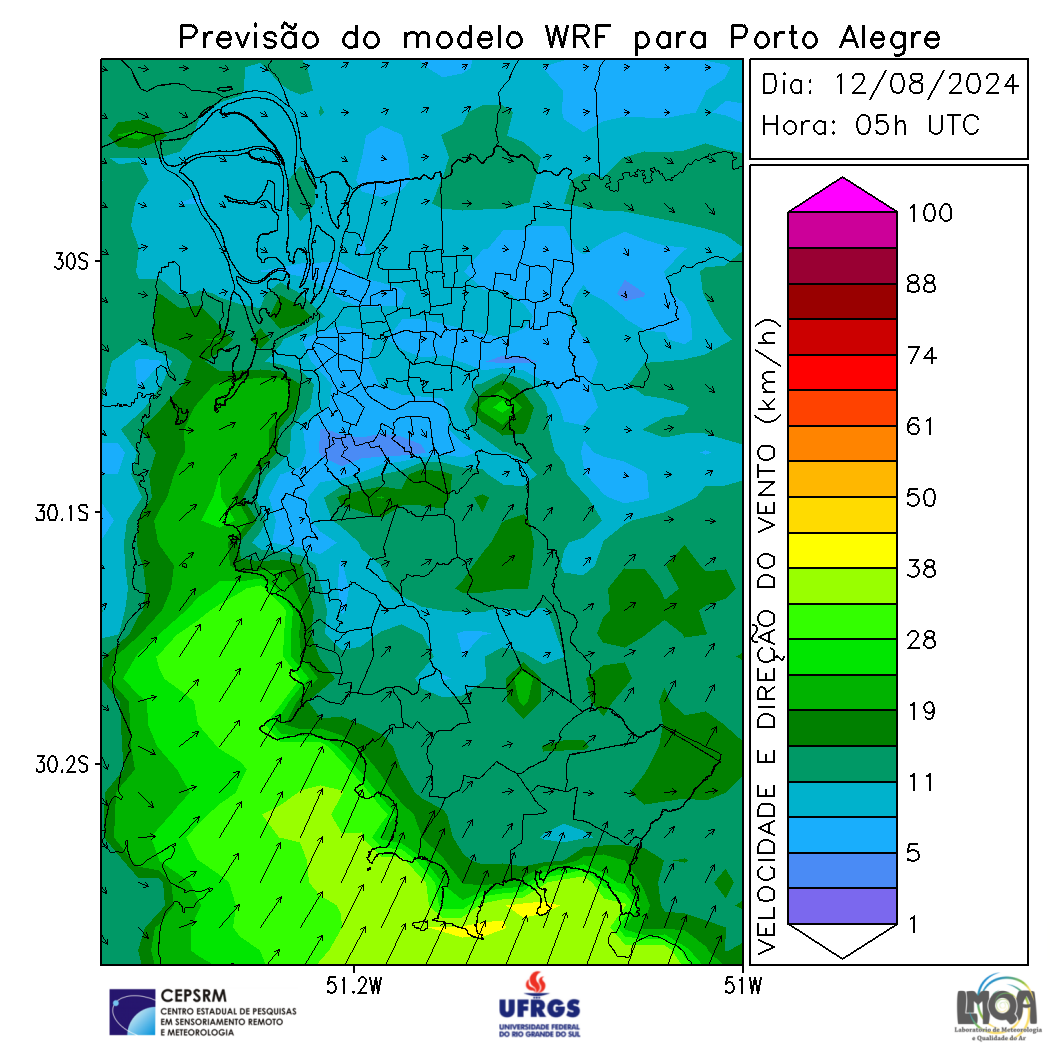 Previsão do modelo WRF para Porto Alegre
Dia: 12/08/2024
Hora: 05h UTC
30S
30.1S
30.2S
51.2W
51W
VELOCIDADE E DIREÇÃO DO VENTO (km/h)
100
88
74
61
50
38
28
19
11
5
1
CEPSRM
CENTRO ESTADUAL DE PESQUISAS
EM SENSORIAMENTO REMOTO
E METEOROLOGIA
UFRGS
UNIVERSIDADE FEDERAL
DO RIO GRANDE DO SUL
LMQA
Laboratório de Meteorologia
e Qualidade do Ar